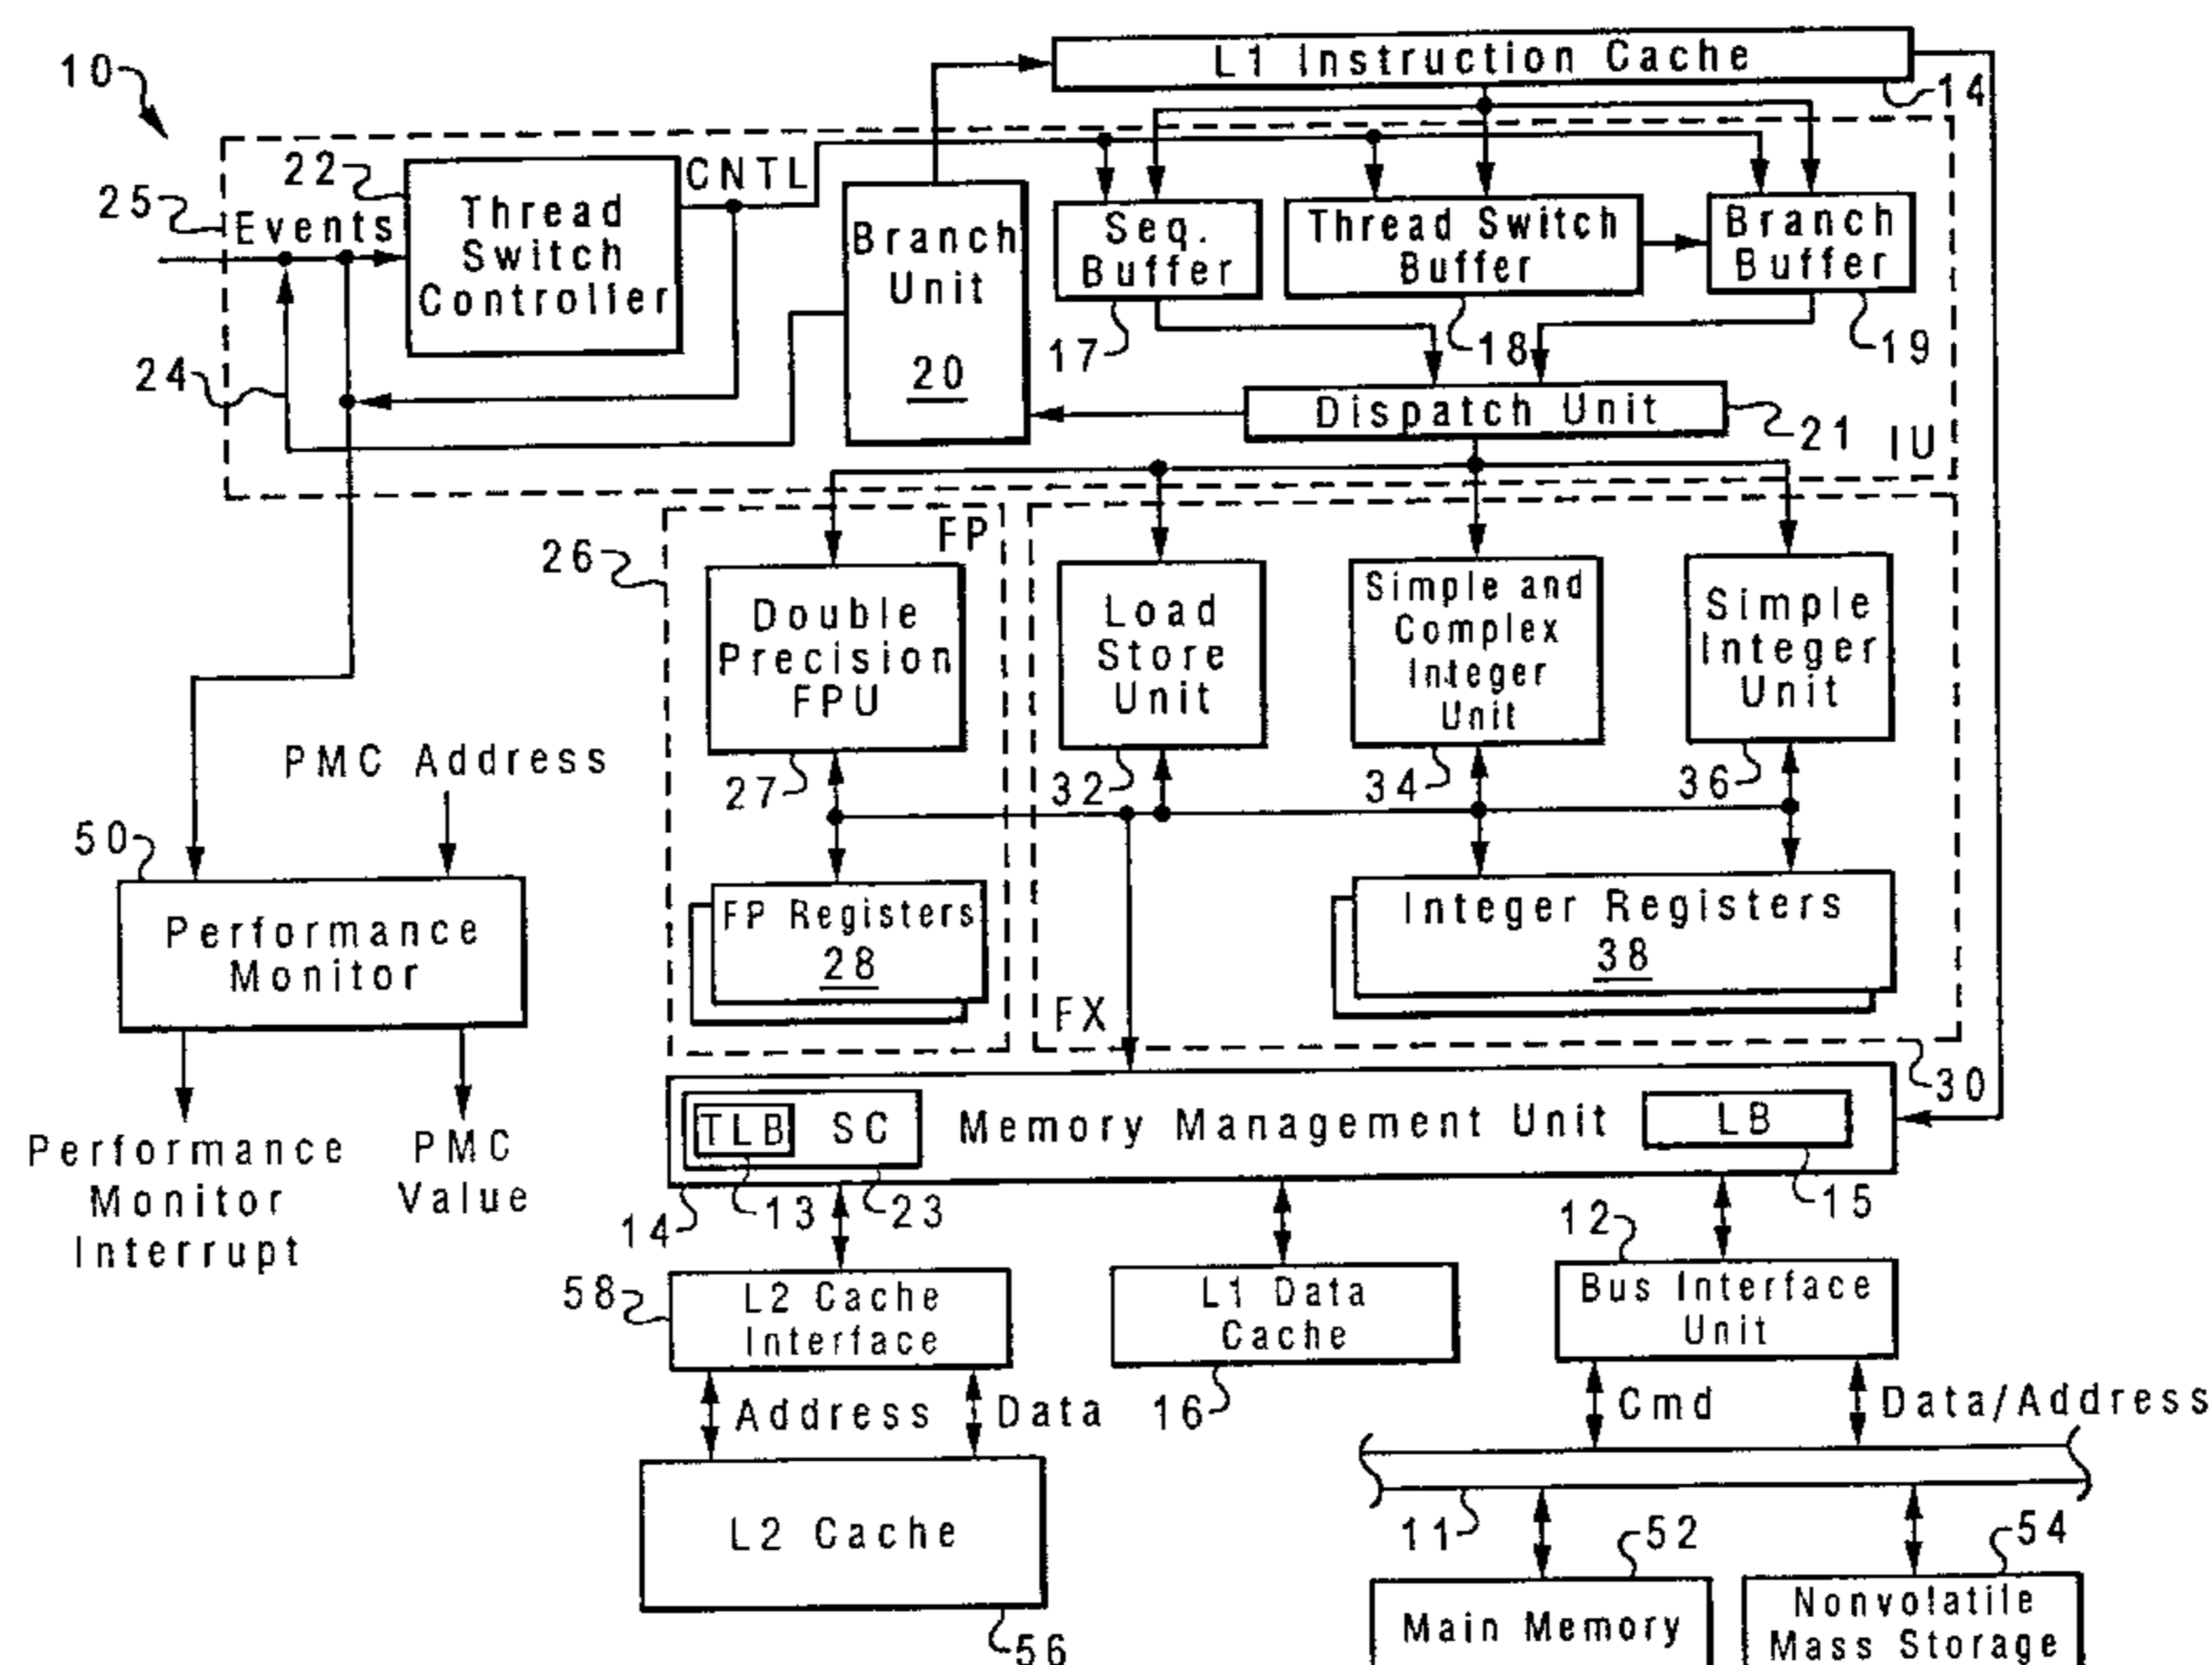 10
L1 Instruction Cache
14
25
Events
22
Thread
Switch
Controller
CNTL
24
Branch
Unit
20
Seq.
Buffer
17
Thread Switch
Buffer
18
Branch
Buffer
19
Dispatch Unit
21
IU
26
FP
Double
Precision
FPU
27
Load
Store
Unit
32
Simple and
Complex
Integer
Unit
34
Simple
Integer
Unit
36
PMC Address
50
Performance
Monitor
Performance
Monitor
Interrupt
PMC
Value
FP Registers
28
FX
Integer Registers
38
30
TLB
SC
Memory Management Unit
LB
14
13
23
15
58
L2 Cache
Interface
L1 Data
Cache
16
12
Bus Interface
Unit
Address
Data
Cmd
Data/Address
L2 Cache
56
11
52
54
Main Memory
Nonvolatile
Mass Storage